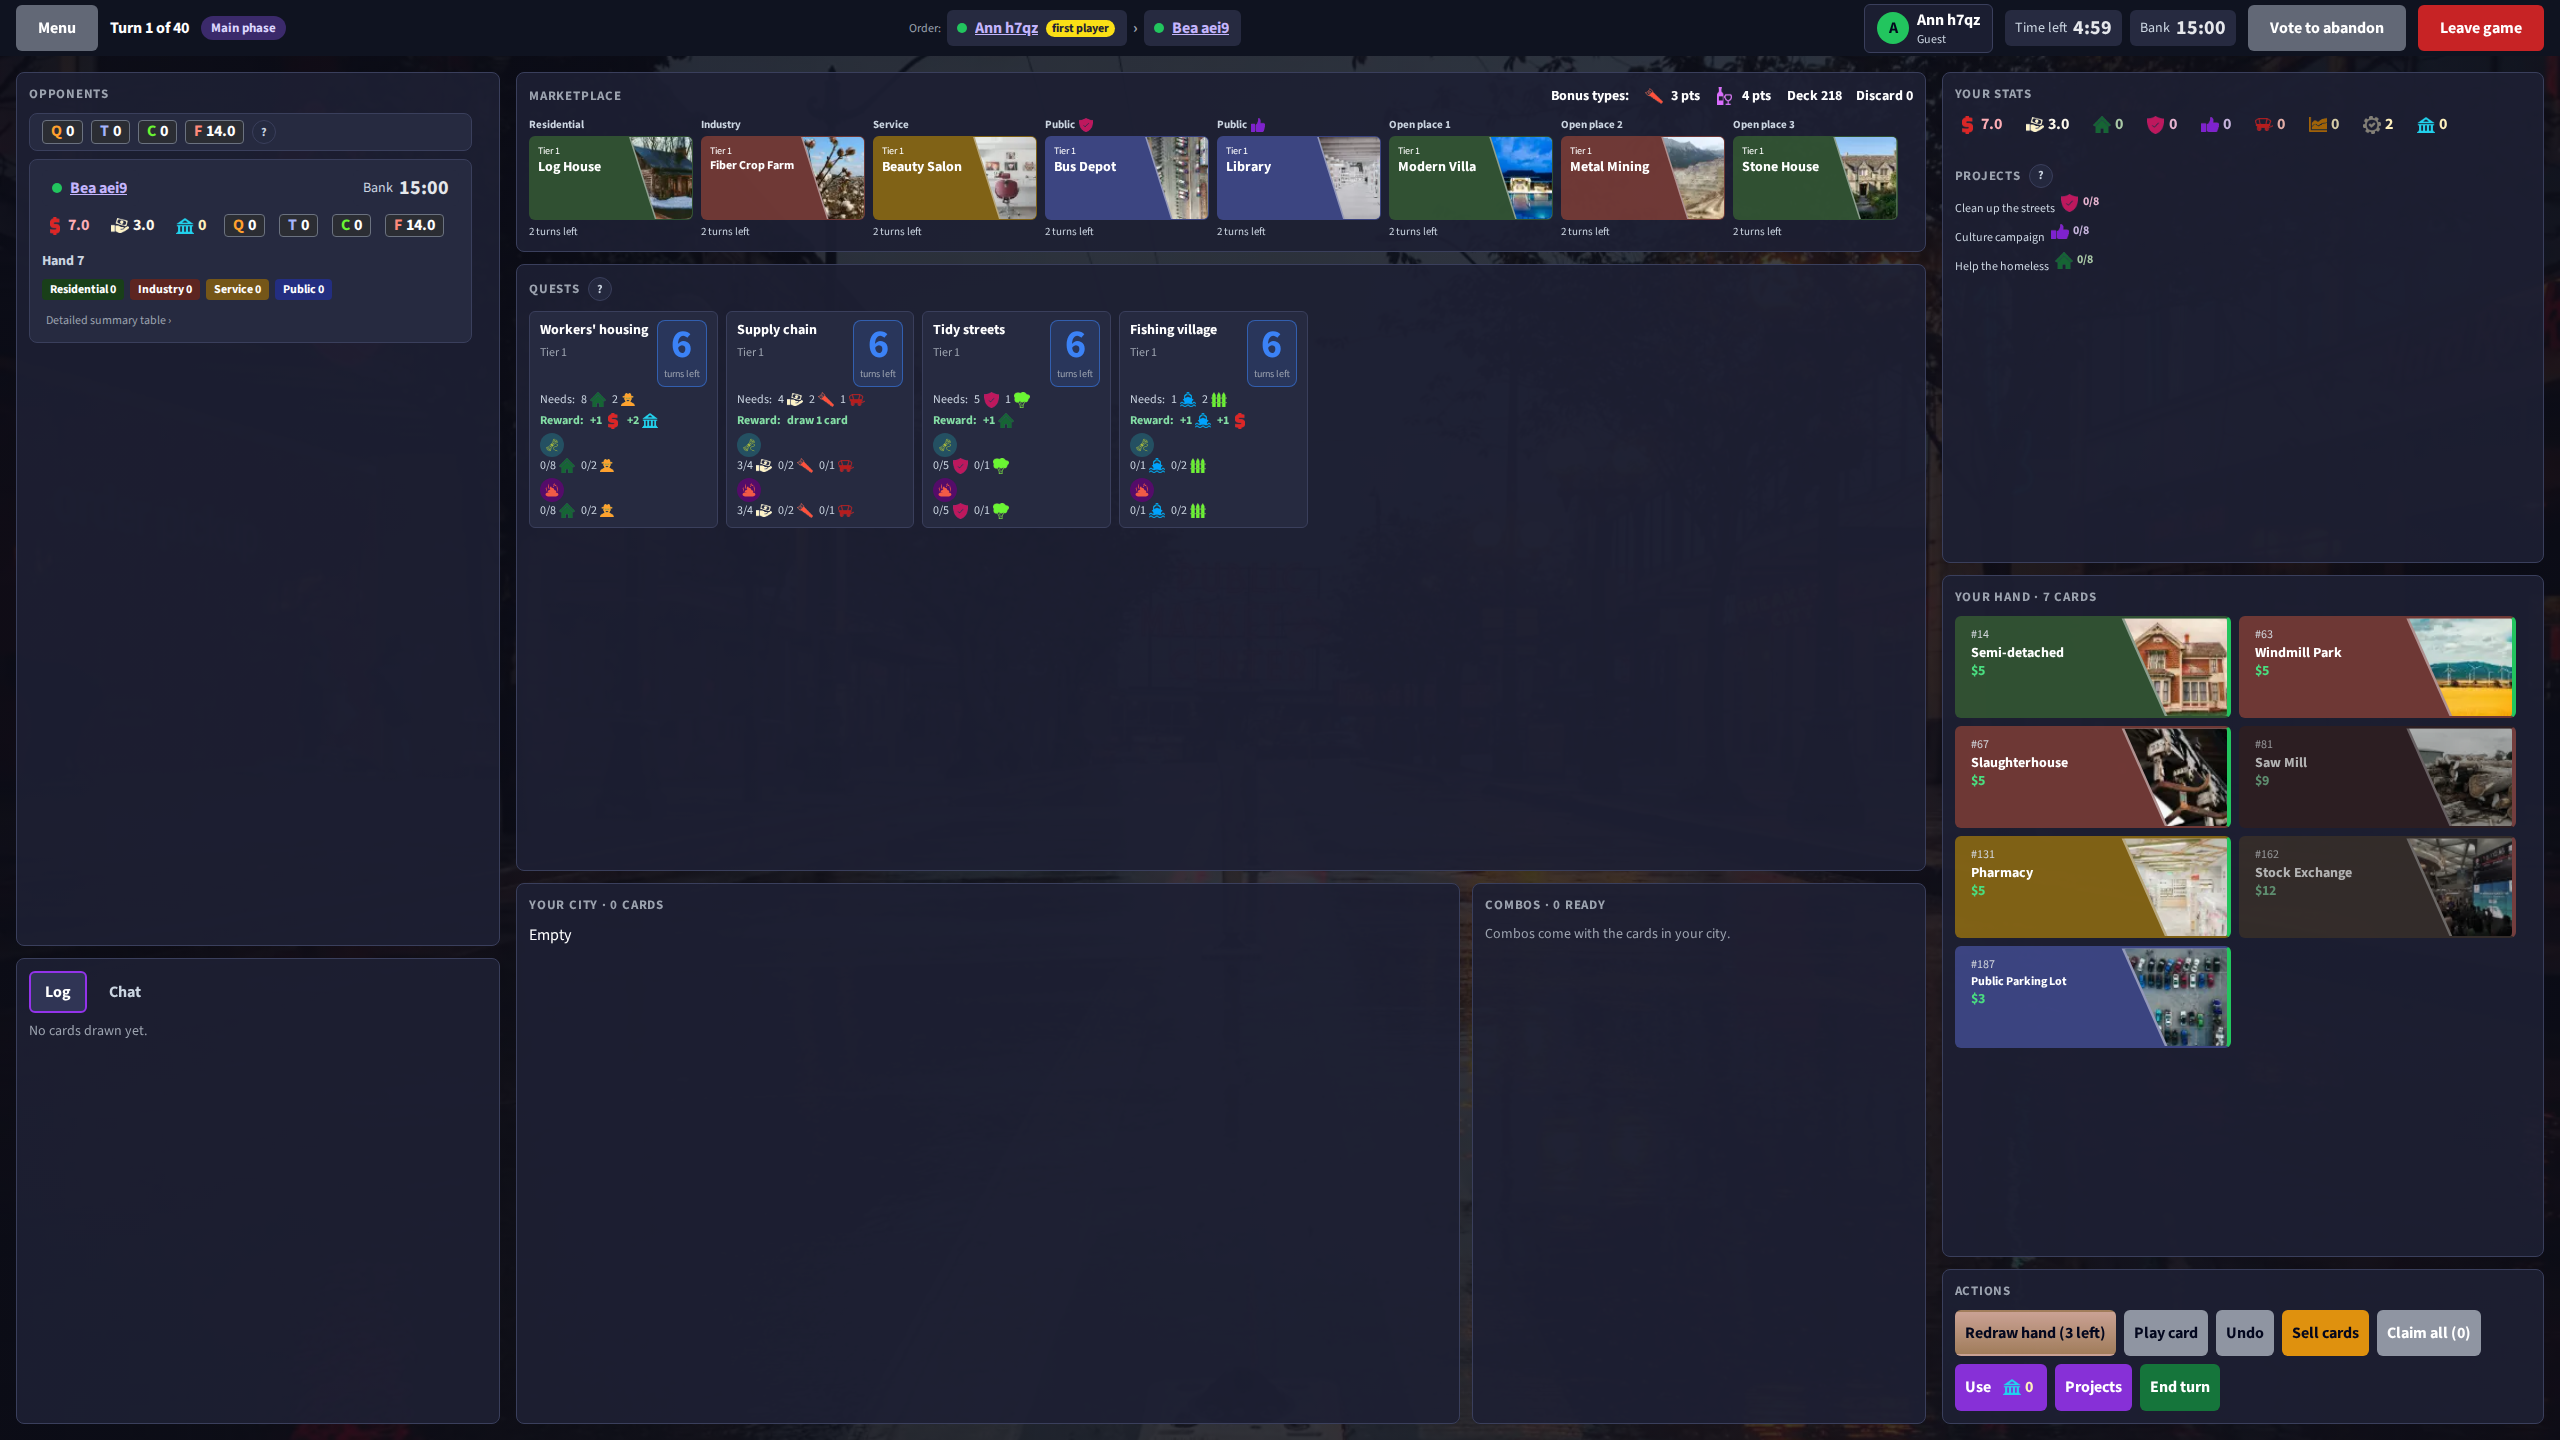 Menu
Turn 1 of 40
Main phase
Order:
Ann h7qz
first player
›
Bea aei9
A
Ann h7qz
Guest
Time left 4:59
Bank 15:00
Vote to abandon
Leave game
OPPONENTS
Q 0
T 0
C 0
F 14.0
?
Bea aei9
Bank 15:00
7.0
3.0
0
Q 0
T 0
C 0
F 14.0
Hand 7
Residential 0
Industry 0
Service 0
Public 0
Detailed summary table ›
Log
Chat
No cards drawn yet.
MARKETPLACE
Bonus types:
3 pts
4 pts
Deck 218
Discard 0
Residential
Tier 1
Log House
2 turns left
Industry
Tier 1
Fiber Crop Farm
2 turns left
Service
Tier 1
Beauty Salon
2 turns left
Public
Tier 1
Bus Depot
2 turns left
Public
Tier 1
Library
2 turns left
Open place 1
Tier 1
Modern Villa
2 turns left
Open place 2
Tier 1
Metal Mining
2 turns left
Open place 3
Tier 1
Stone House
2 turns left
QUESTS
?
Workers' housing
Tier 1
6
turns left
Needs: 8 2
Reward: +1 +2
0/8 0/2
0/8 0/2
Supply chain
Tier 1
6
turns left
Needs: 4 2 1
Reward: draw 1 card
3/4 0/2 0/1
3/4 0/2 0/1
Tidy streets
Tier 1
6
turns left
Needs: 5 1
Reward: +1
0/5 0/1
0/5 0/1
Fishing village
Tier 1
6
turns left
Needs: 1 2
Reward: +1 +1
0/1 0/2
0/1 0/2
YOUR CITY · 0 CARDS
Empty
COMBOS · 0 READY
Combos come with the cards in your city.
YOUR STATS
7.0
3.0
0
0
0
0
0
2
0
PROJECTS
?
Clean up the streets 0/8
Culture campaign 0/8
Help the homeless 0/8
YOUR HAND · 7 CARDS
#14
Semi-detached
$5
#63
Windmill Park
$5
#67
Slaughterhouse
$5
#81
Saw Mill
$9
#131
Pharmacy
$5
#162
Stock Exchange
$12
#187
Public Parking Lot
$3
ACTIONS
Redraw hand (3 left)
Play card
Undo
Sell cards
Claim all (0)
Use 0
Projects
End turn